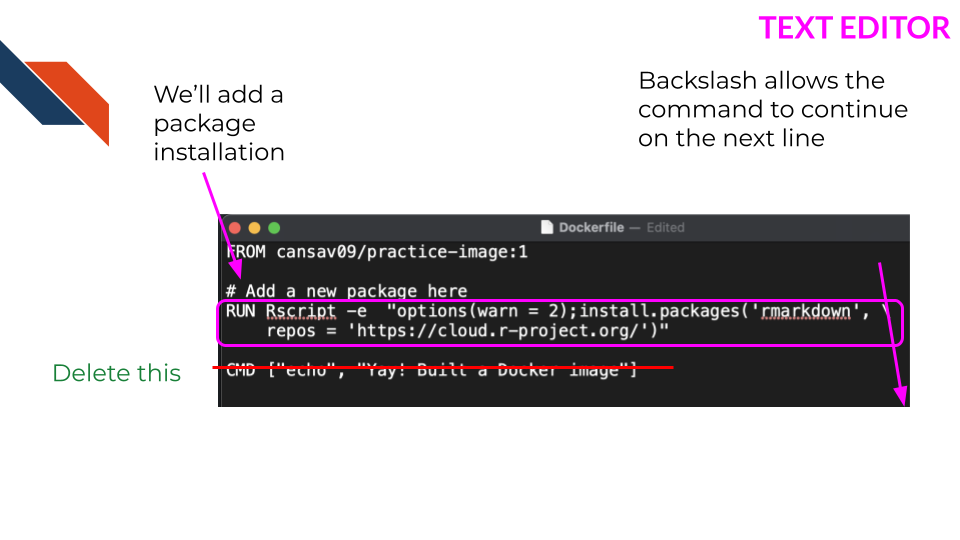 TEXT EDITOR
We’ll add a
package
installation
Backslash allows the
command to continue
on the next line
Dockerfile — Edited
FROM cansav09/practice-image:1
# Add a new package here
RUN Rscript -e  "options(warn = 2);install.packages('rmarkdown', \
    repos = 'https://cloud.r-project.org/')"
Delete this
CMD ["echo", "Yay! Built a Docker image"]